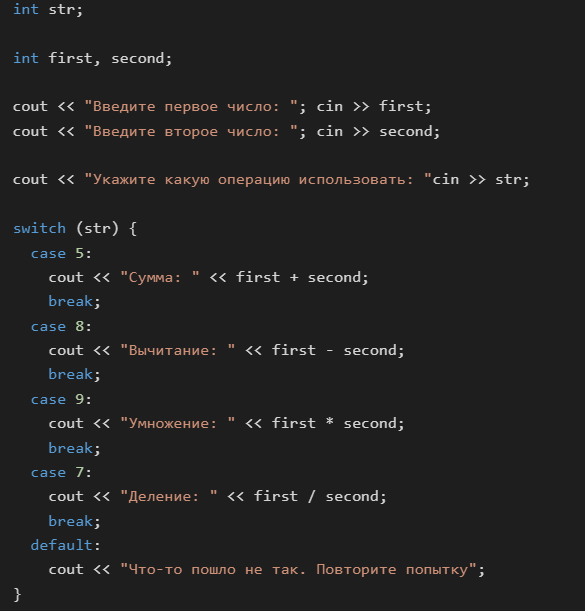 int str;
int first, second;
cout << "Введите первое число: "; cin >> first;
cout << "Введите второе число: "; cin >> second;
cout << "Укажите какую операцию использовать: "cin >> str;
switch (str) {
case 5:
cout << "Сумма: " << first + second;
break;
case 8:
cout << "Вычитание: " << first - second;
break;
case 9:
cout << "Умножение: " << first * second;
break;
case 7:
cout << "Деление: " << first / second;
break;
default:
cout << "Что-то пошло не так. Повторите попытку";
}